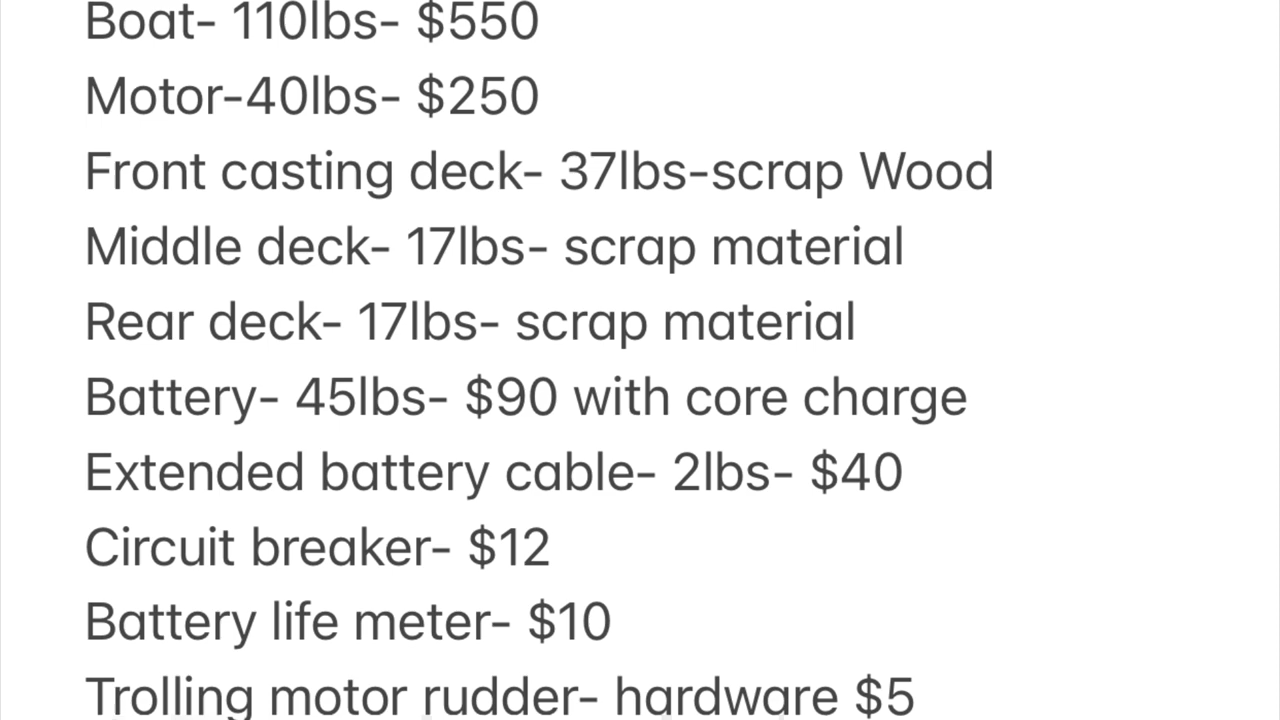 Boat- 110lbs- $550
Motor-40lbs- $250
Front casting deck- 37lbs-scrap Wood
Middle deck- 17lbs- scrap material
Rear deck- 17lbs- scrap material
Battery- 45lbs- $90 with core charge
Extended battery cable- 2lbs- $40
Circuit breaker- $12
Battery life meter- $10
Trolling motor rudder- hardware $5